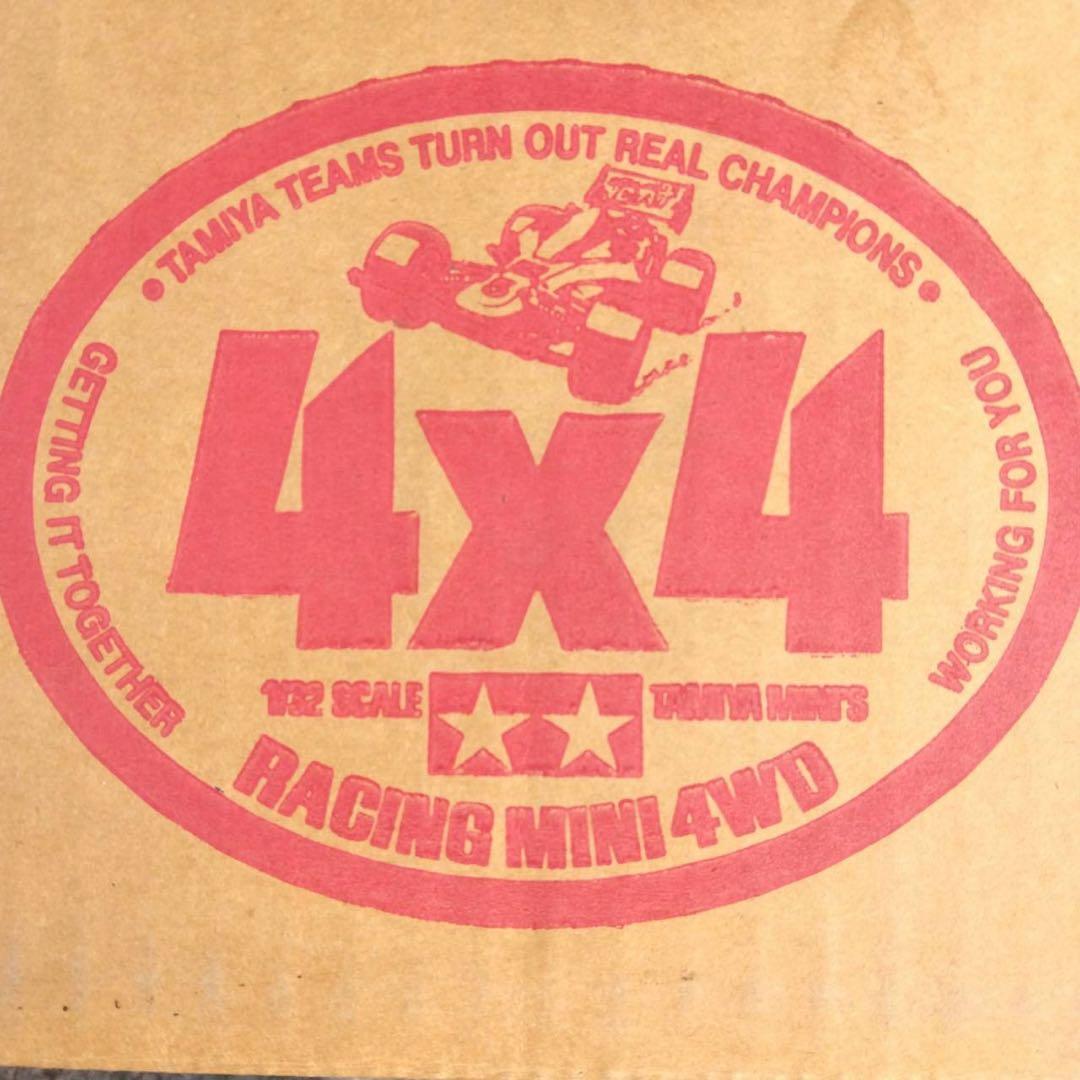 • TAMIYA TEAMS TURN OUT REAL CHAMPIONS •
GETTING IT TOGETHER
WORKING FOR YOU
4x4
1/32 SCALE
TAMIYA MINI'S
RACING MINI 4WD